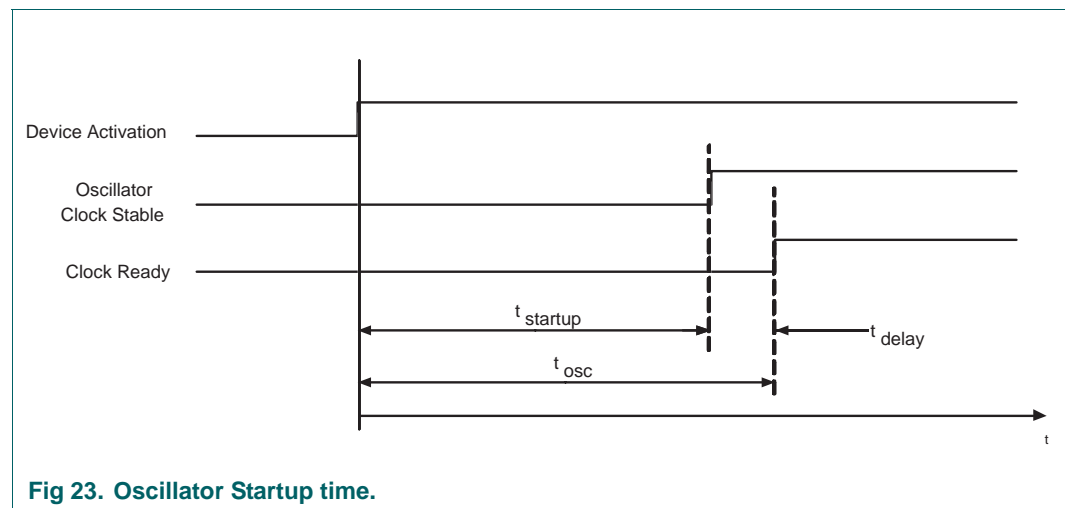 Device Activation
Oscillator
Clock Stable
Clock Ready
t startup
t delay
t osc
t
Fig 23. Oscillator Startup time.